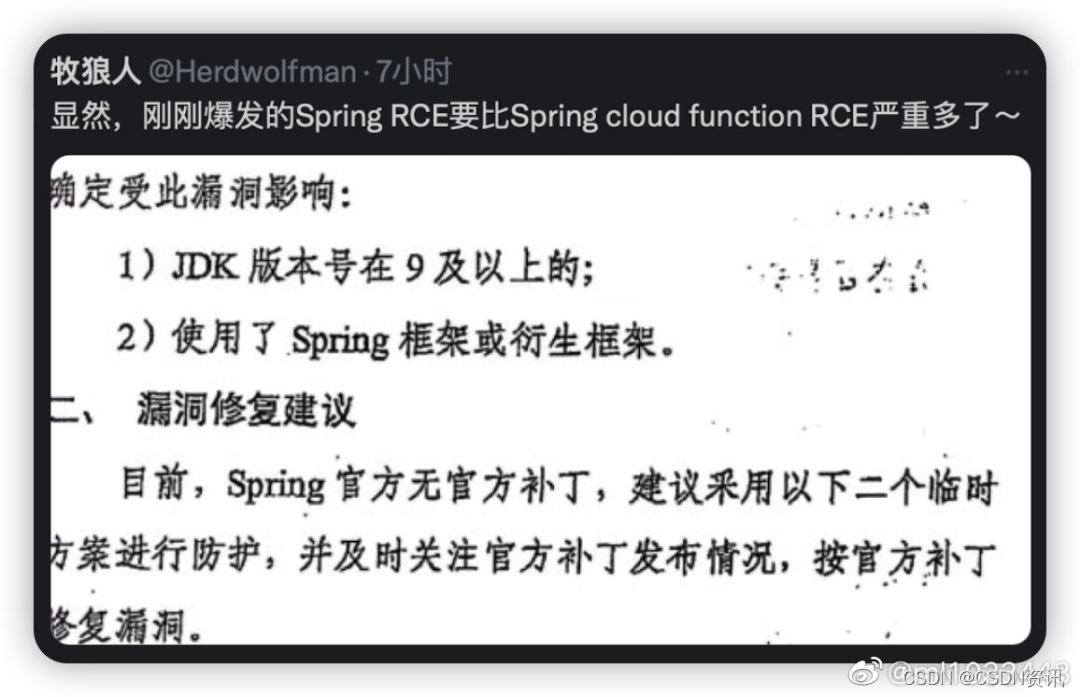 牧狼人 @Herdwolfman · 7小时
显然，刚刚爆发的Spring RCE要比Spring cloud function RCE严重多了～
确定受此漏洞影响：
1）JDK 版本号在 9 及以上的；
2）使用了 Spring 框架或衍生框架。
二、 漏洞修复建议
目前，Spring 官方无官方补丁，建议采用以下二个临时
方案进行防护，并及时关注官方补丁发布情况，按官方补丁
修复漏洞。
CSDN @CSDN资讯